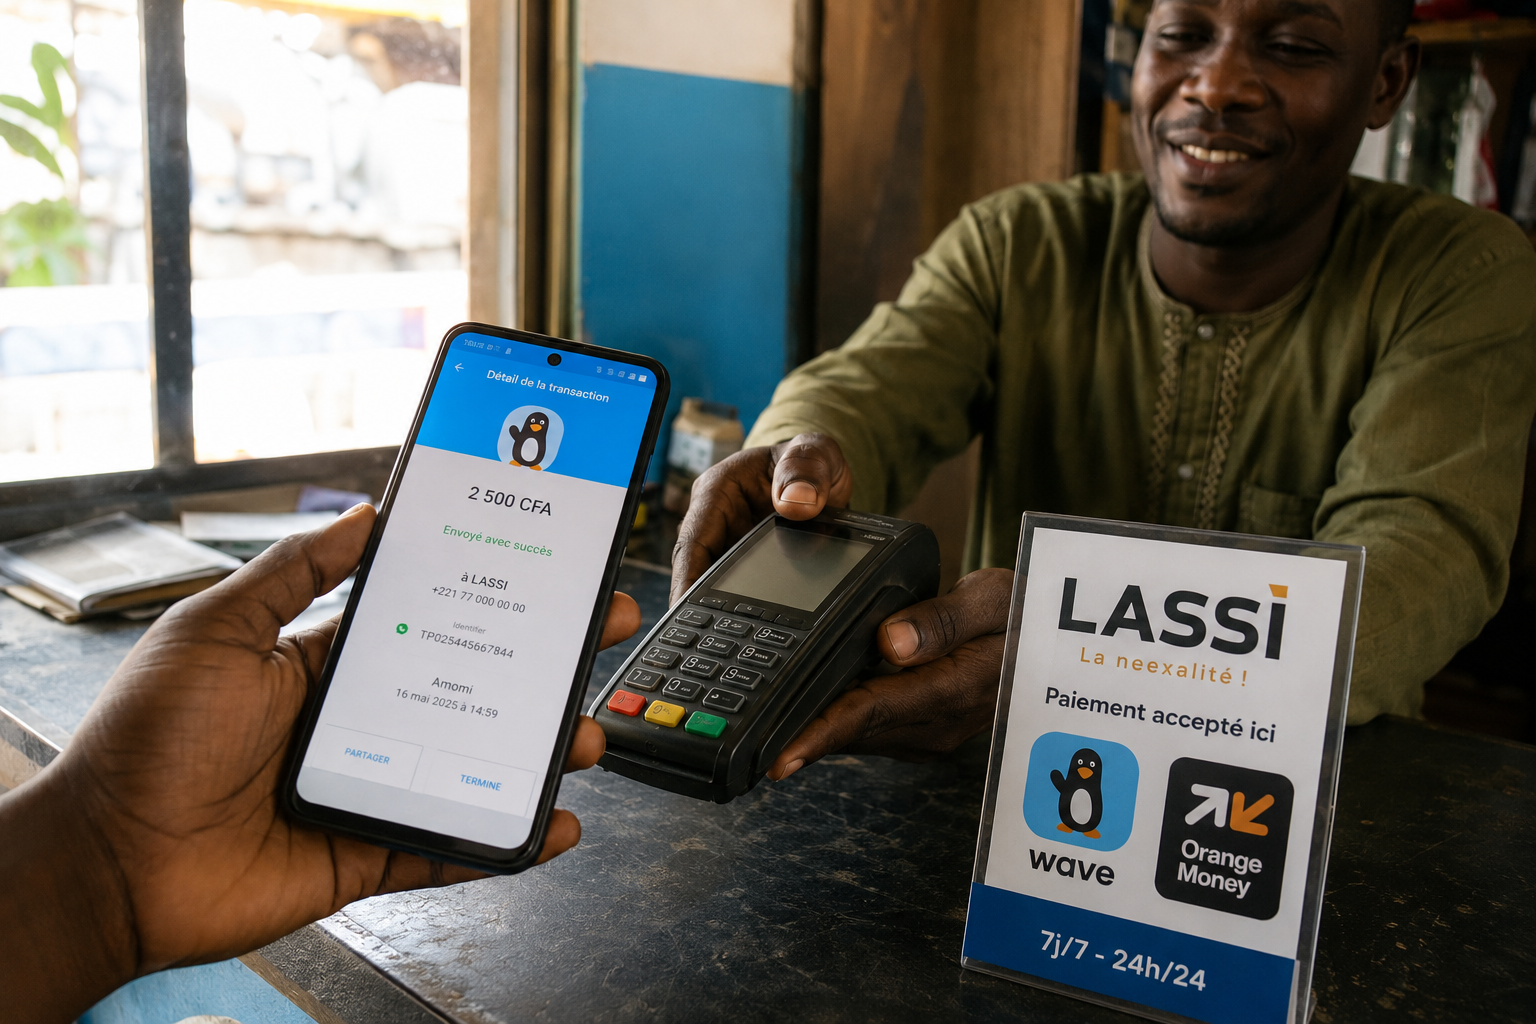 Détail de la transaction
2 500 CFA
Envoyé avec succès
à LASSI
+221 77 000 00 00
Identifier
TP025445667844
Amomi
16 mai 2025 à 14:59
PARTAGER
TERMINE
LASSI
La neexalité !
Paiement accepté ici
wave
Orange
Money
7j/7 - 24h/24